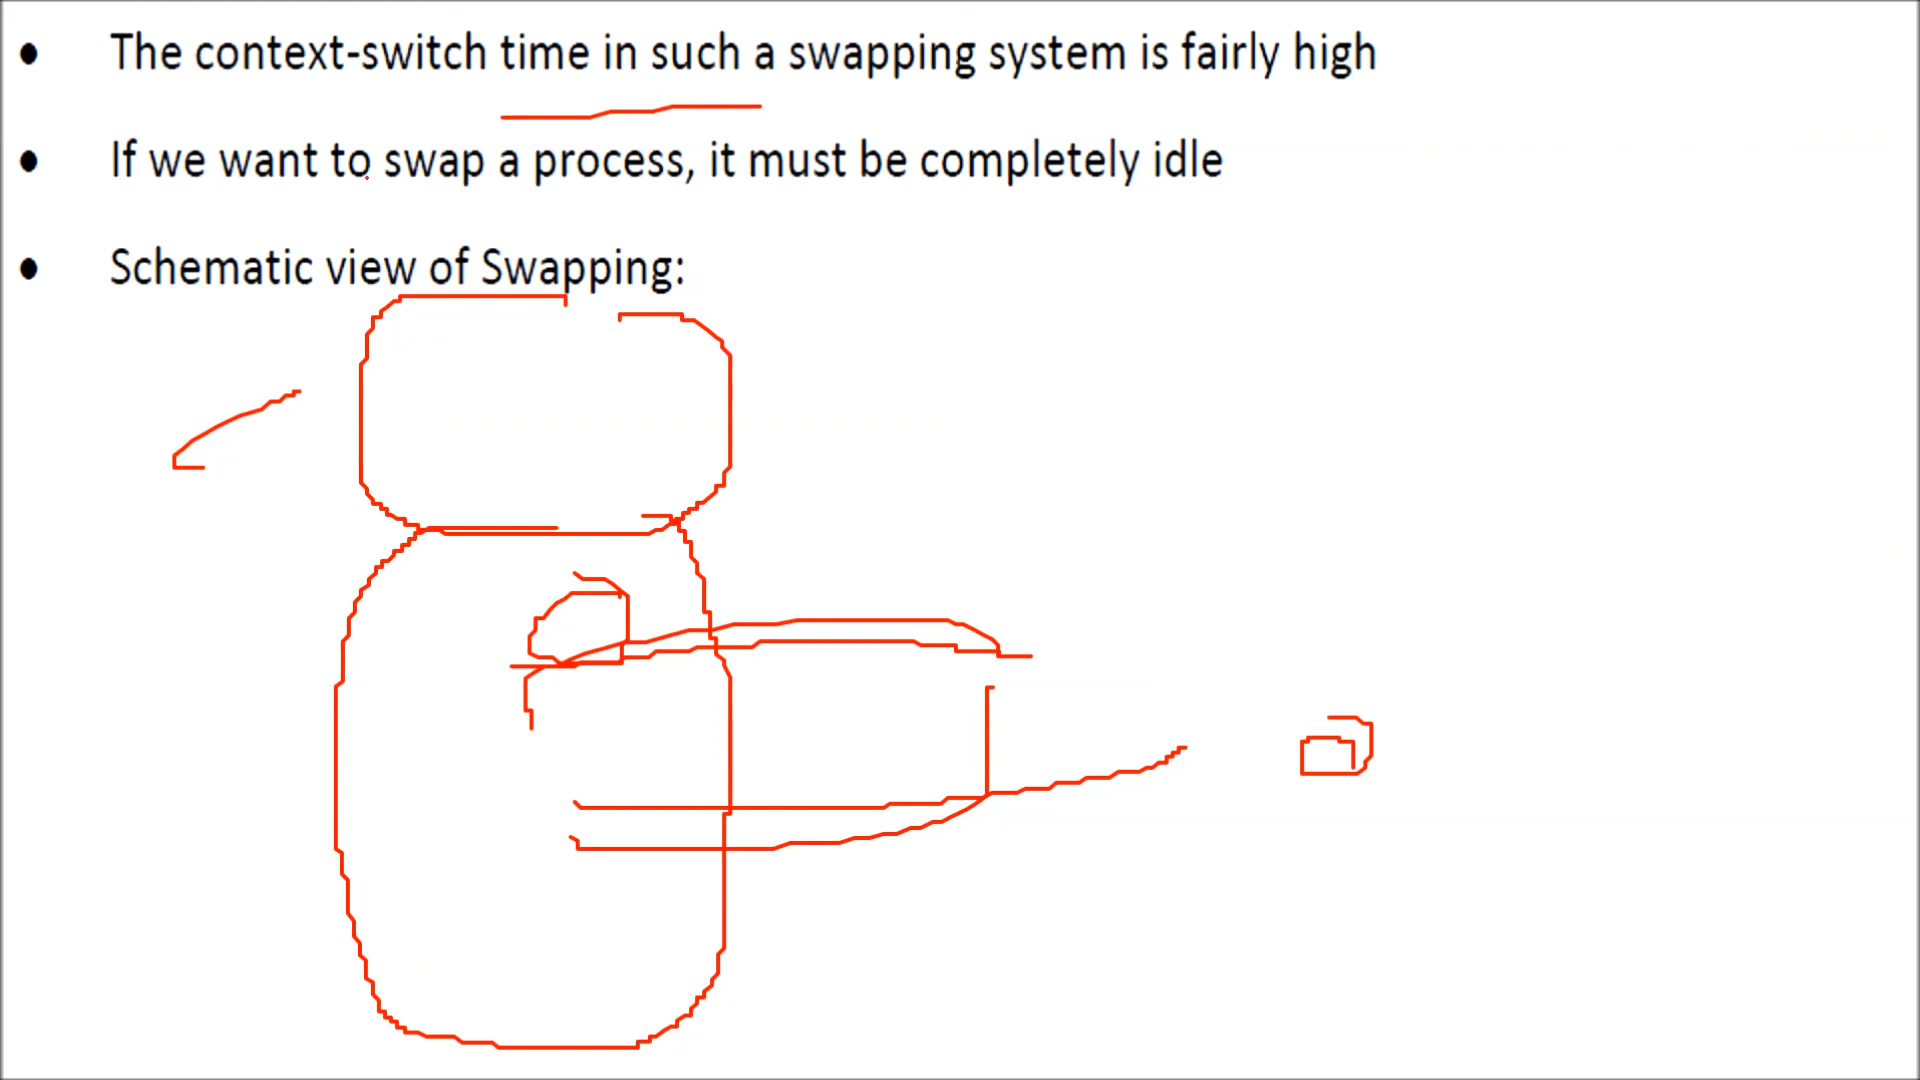 • The context-switch time in such a swapping system is fairly high
• If we want to swap a process, it must be completely idle
• Schematic view of Swapping: